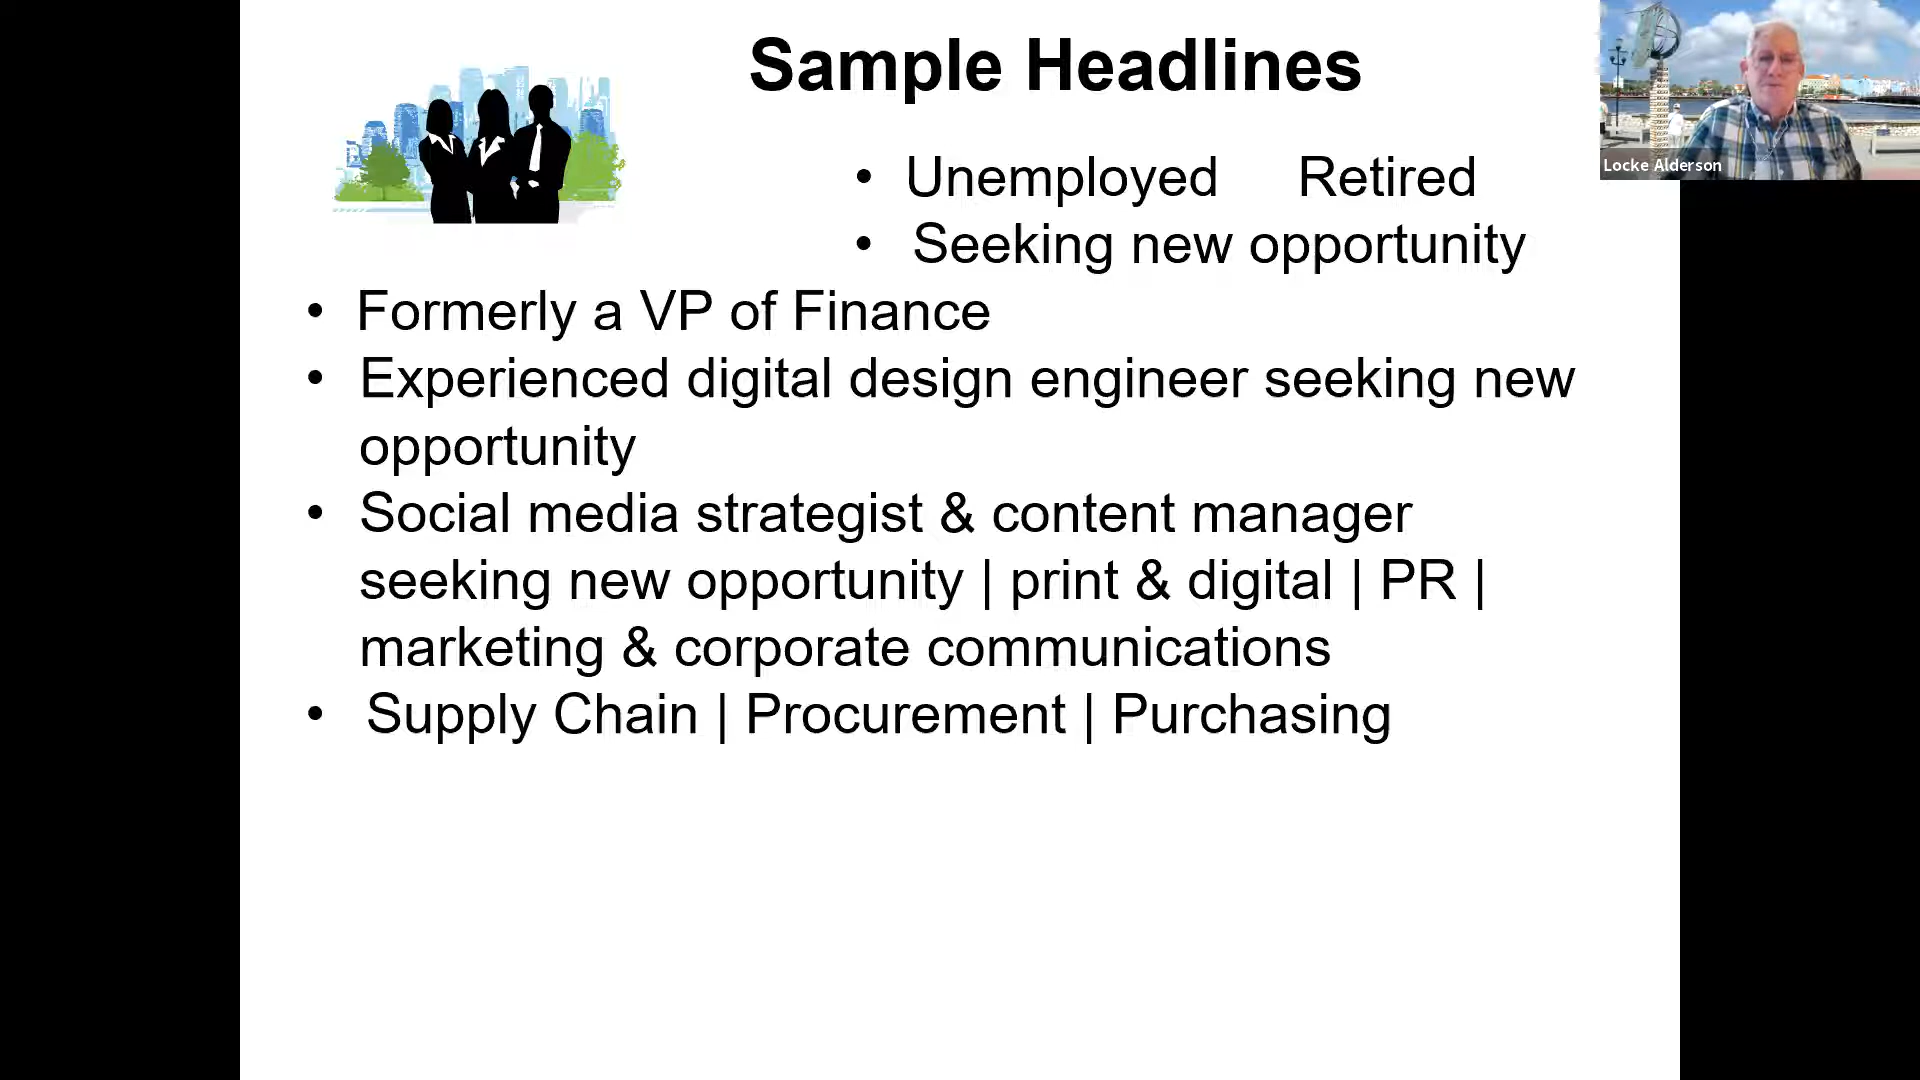 Sample Headlines
Locke Alderson
• Unemployed Retired
• Seeking new opportunity
• Formerly a VP of Finance
• Experienced digital design engineer seeking new
opportunity
• Social media strategist & content manager
seeking new opportunity | print & digital | PR |
marketing & corporate communications
• Supply Chain | Procurement | Purchasing